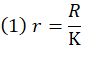 (1) r = R/K